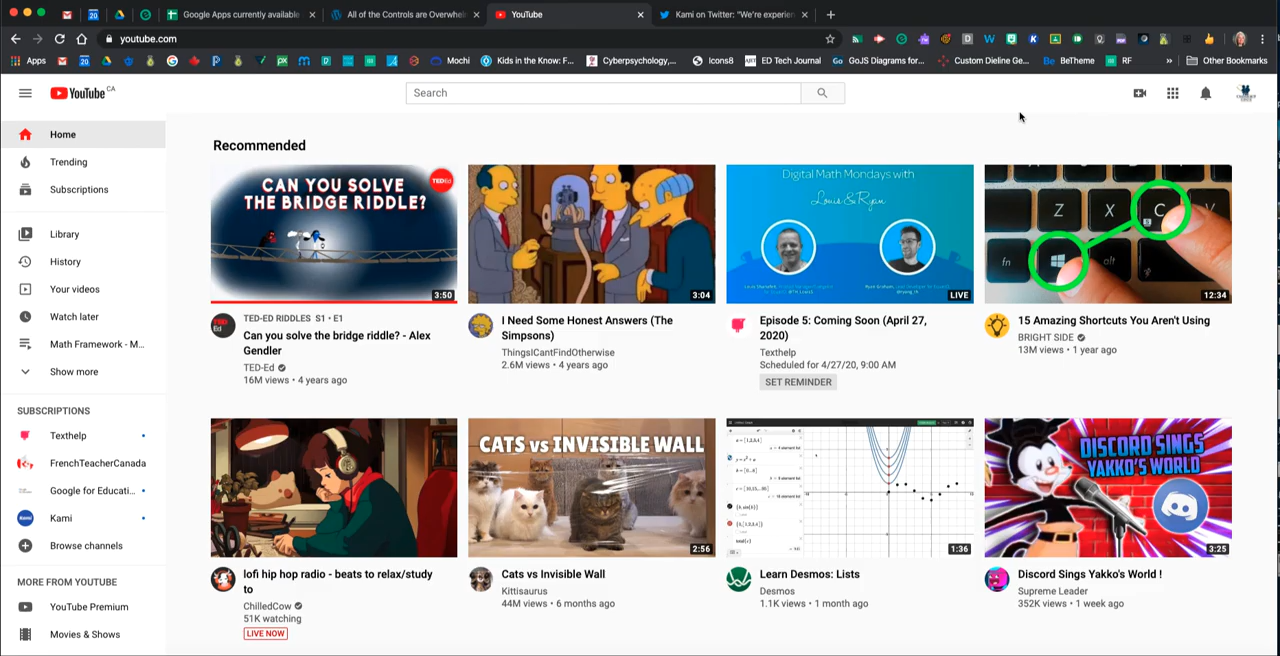 Google Apps currently available
All of the Controls are Overwhel
YouTube
Kami on Twitter: "We're experien
youtube.com
Apps
20
Mochi
Kids in the Know: F...
Cyberpsychology,...
Icons8
ED Tech Journal
GoJS Diagrams for...
Custom Dieline Ge...
BeTheme
RF
Other Bookmarks
YouTube CA
Search
Home
Trending
Subscriptions
Library
History
Your videos
Watch later
Math Framework - M...
Show more
SUBSCRIPTIONS
Texthelp
FrenchTeacherCanada
Google for Educati...
Kami
Browse channels
MORE FROM YOUTUBE
YouTube Premium
Movies & Shows
Recommended
CAN YOU SOLVE
THE BRIDGE RIDDLE?
TEDEd
3:50
TED-ED RIDDLES S1 • E1
Can you solve the bridge riddle? - Alex
Gendler
TED-Ed
16M views • 4 years ago
3:04
I Need Some Honest Answers (The
Simpsons)
ThingsICantFindOtherwise
2.6M views • 4 years ago
Digital Math Mondays with
Louis & Ryan
LIVE
Episode 5: Coming Soon (April 27,
2020)
Texthelp
Scheduled for 4/27/20, 9:00 AM
SET REMINDER
Z X C V
fn alt
12:34
15 Amazing Shortcuts You Aren't Using
BRIGHT SIDE
13M views • 1 year ago
lofi hip hop radio - beats to relax/study
to
ChilledCow
51K watching
LIVE NOW
CATS vs INVISIBLE WALL
2:56
Cats vs Invisible Wall
Kittisaurus
44M views • 6 months ago
1:36
Learn Desmos: Lists
Desmos
1.1K views • 1 month ago
DISCORD SINGS
YAKKO'S WORLD
3:25
Discord Sings Yakko's World !
Supreme Leader
352K views • 1 week ago